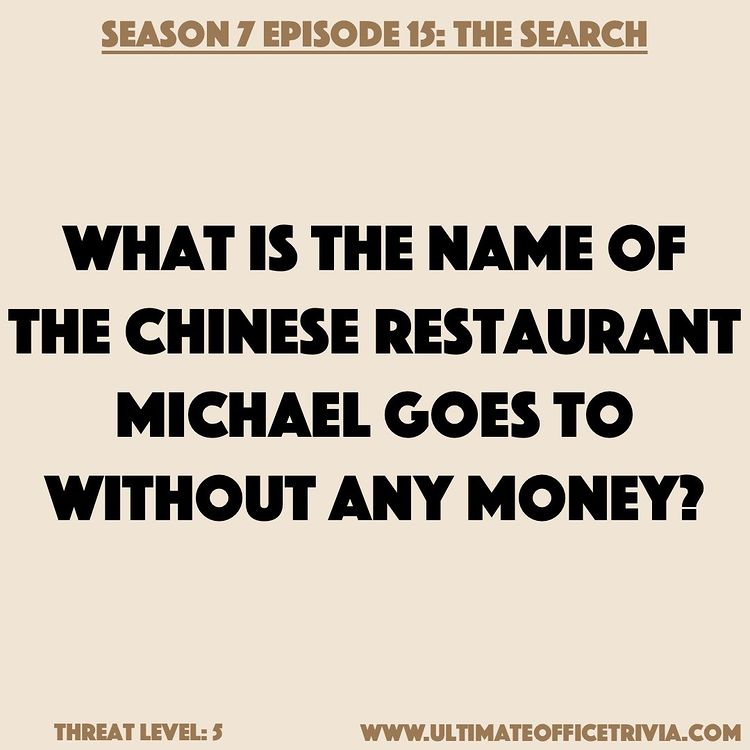 SEASON 7 EPISODE 15: THE SEARCH
WHAT IS THE NAME OF
THE CHINESE RESTAURANT
MICHAEL GOES TO
WITHOUT ANY MONEY?
THREAT LEVEL: 5
WWW.ULTIMATEOFFICETRIVIA.COM